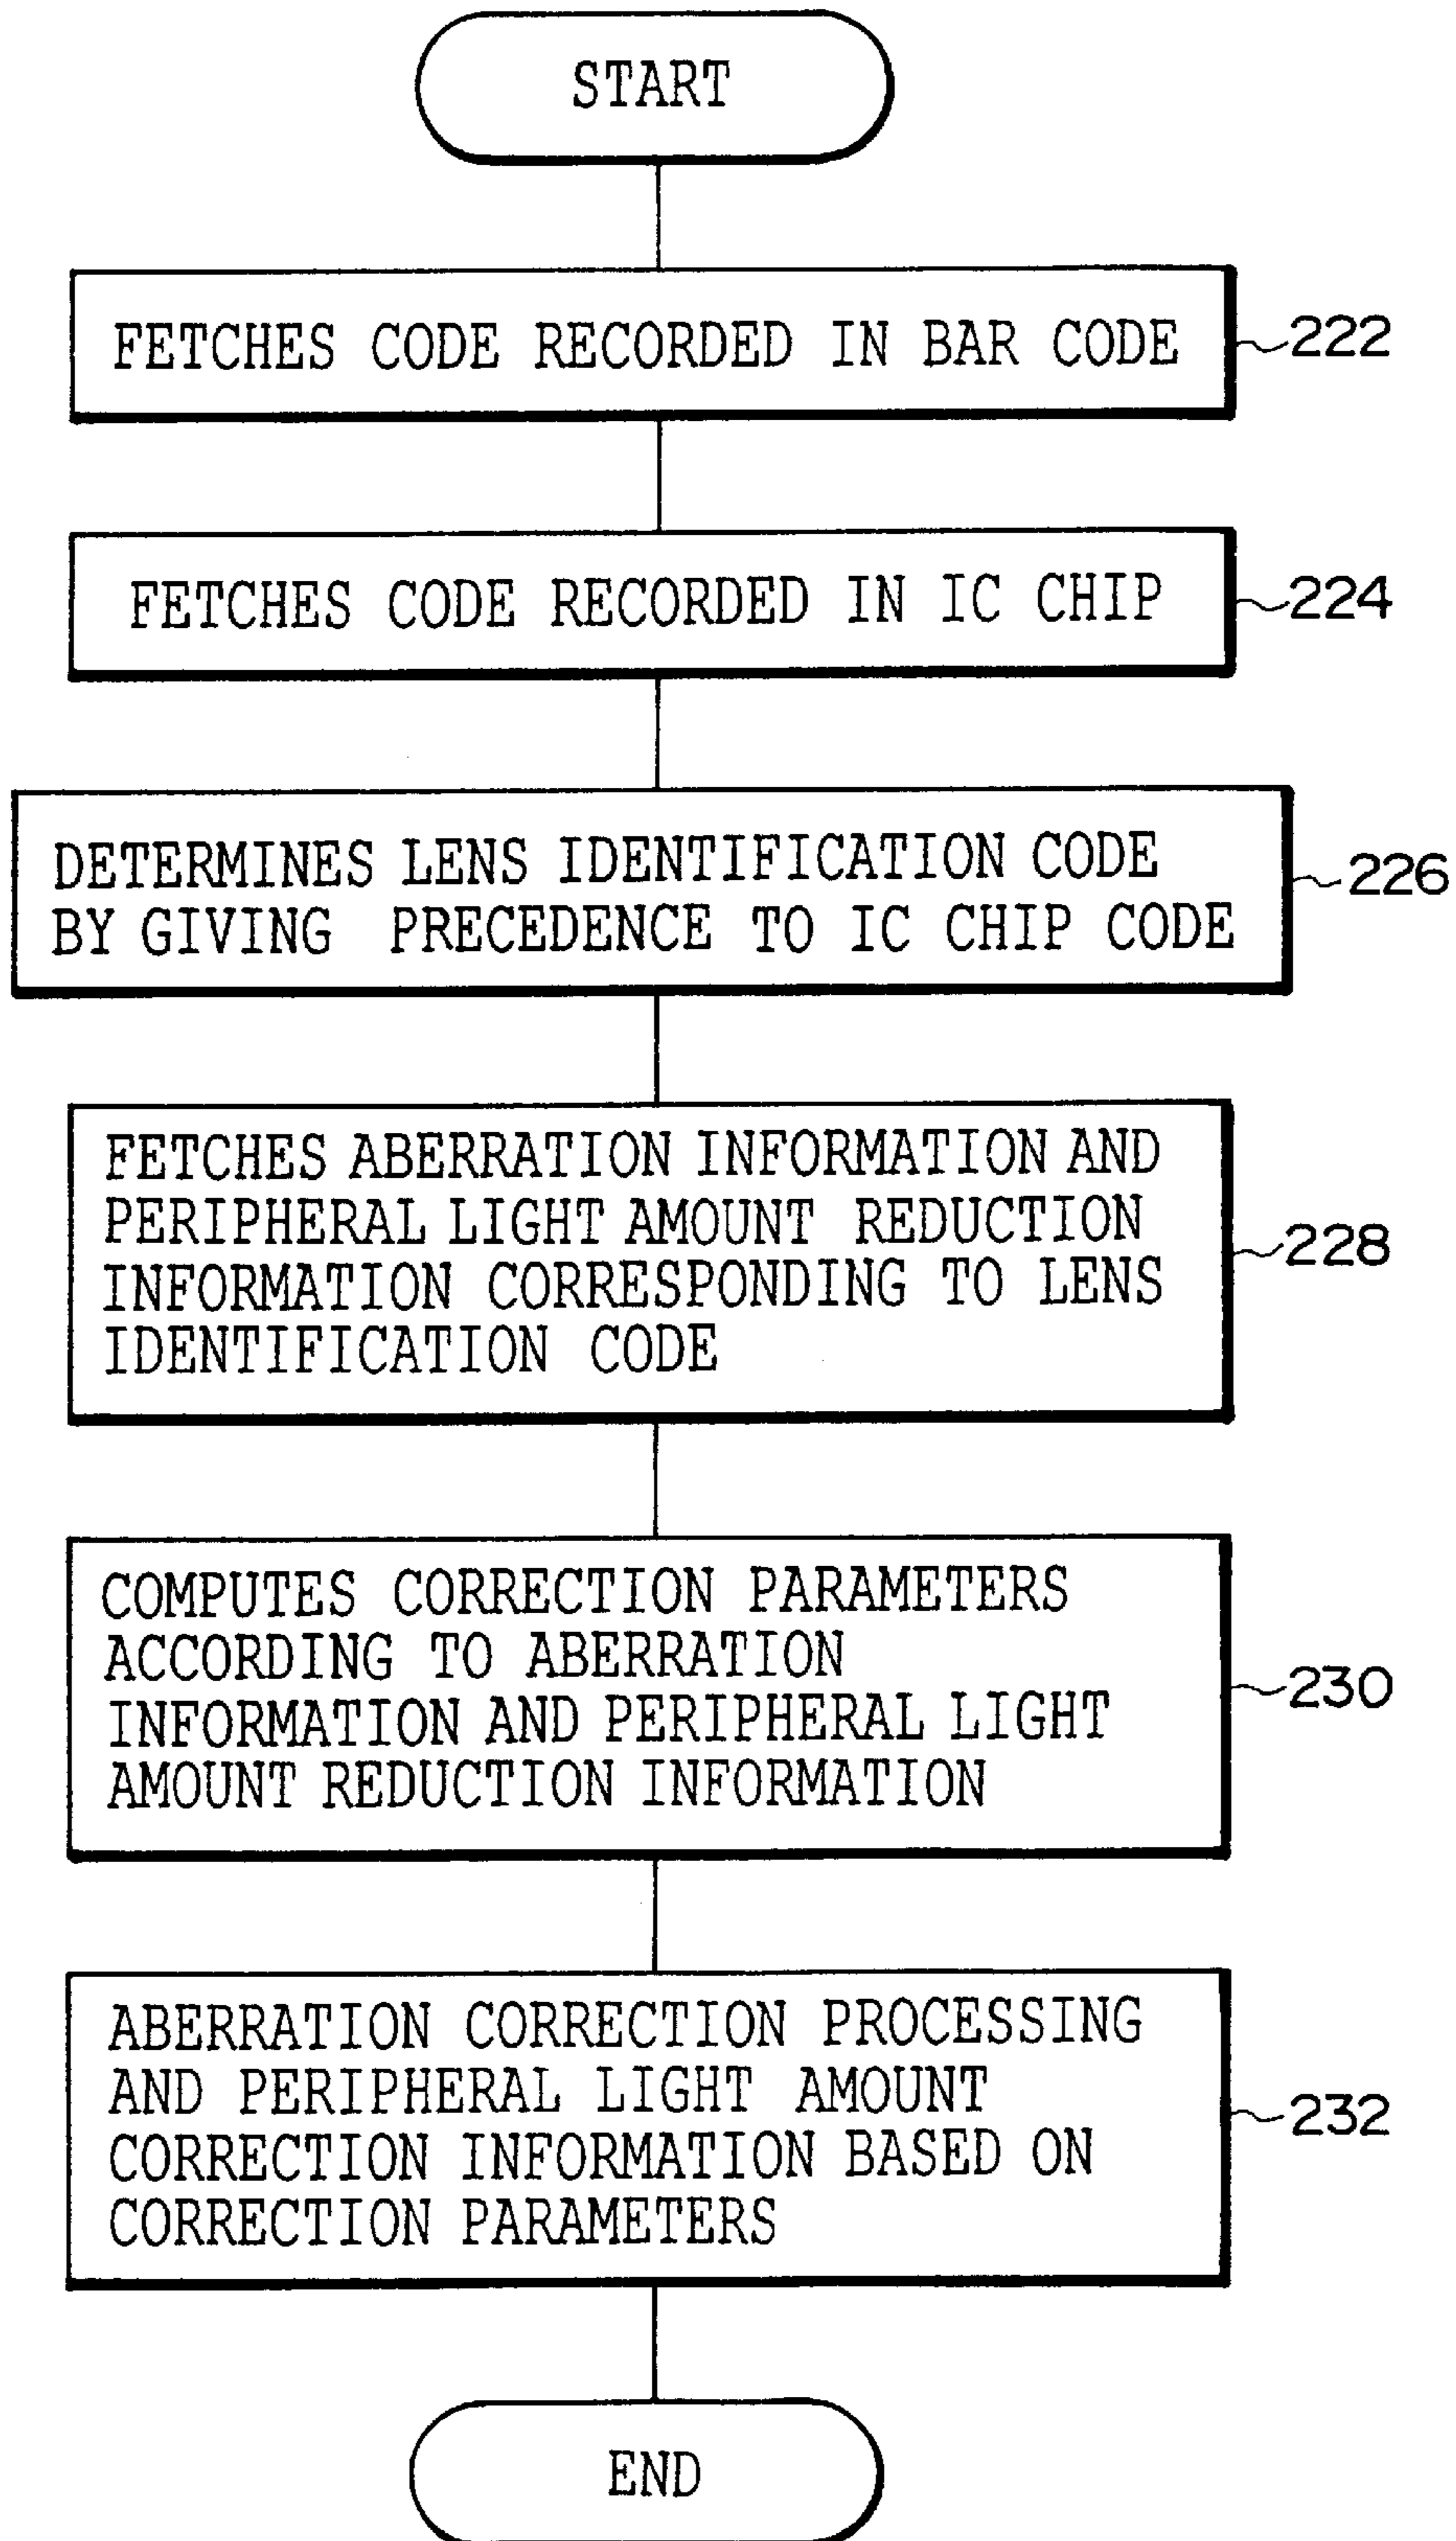 START
FETCHES CODE RECORDED IN BAR CODE
222
FETCHES CODE RECORDED IN IC CHIP
224
DETERMINES LENS IDENTIFICATION CODE
BY GIVING PRECEDENCE TO IC CHIP CODE
226
FETCHES ABERRATION INFORMATION AND
PERIPHERAL LIGHT AMOUNT REDUCTION
INFORMATION CORRESPONDING TO LENS
IDENTIFICATION CODE
228
COMPUTES CORRECTION PARAMETERS
ACCORDING TO ABERRATION
INFORMATION AND PERIPHERAL LIGHT
AMOUNT REDUCTION INFORMATION
230
ABERRATION CORRECTION PROCESSING
AND PERIPHERAL LIGHT AMOUNT
CORRECTION INFORMATION BASED ON
CORRECTION PARAMETERS
232
END